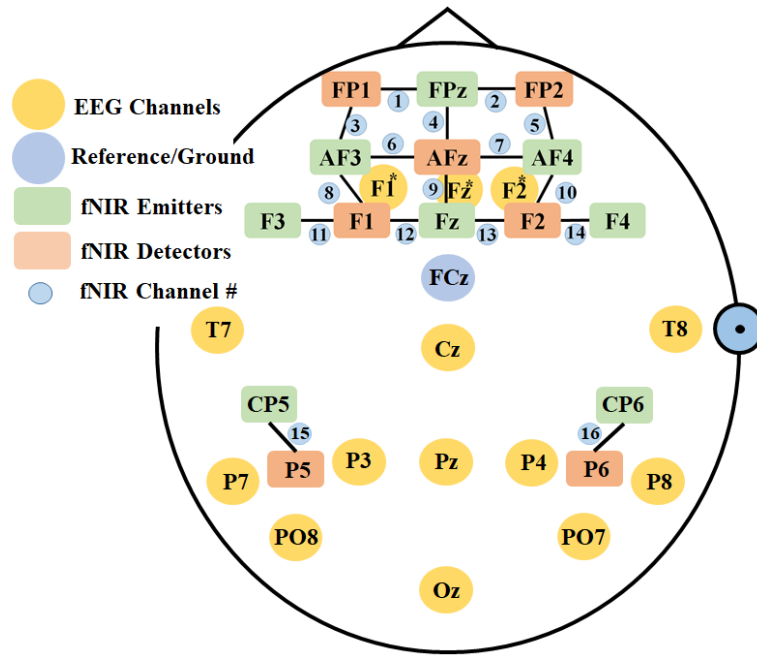 FP1 FPz FP2
1 2
EEG Channels
3 4 5
Reference/Ground
AF3 6 AFz 7 AF4
8 F1* 9 Fz* F2* 10
fNIR Emitters
F3 F1 Fz F2 F4
11 12 13 14
fNIR Detectors
fNIR Channel #
FCz
T7 T8
Cz
CP5 CP6
15 16
P7 P5 P3 Pz P4 P6 P8
PO8 PO7
Oz